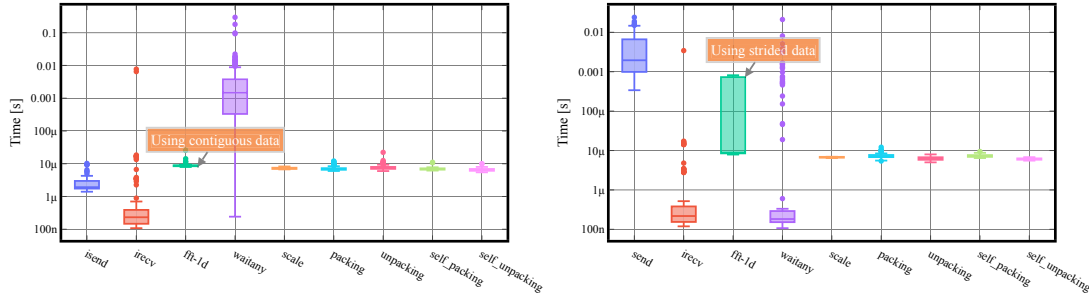 0.1
0.01
0.001
100μ
10μ
1μ
100n
Time [s]
Using contiguous data
isend
irecv
fft-1d
waitany
scale
packing
unpacking
self_packing
self_unpacking
0.01
0.001
100μ
10μ
1μ
100n
Time [s]
Using strided data
send
irecv
fft-1d
waitany
scale
packing
unpacking
self_packing
self_unpacking